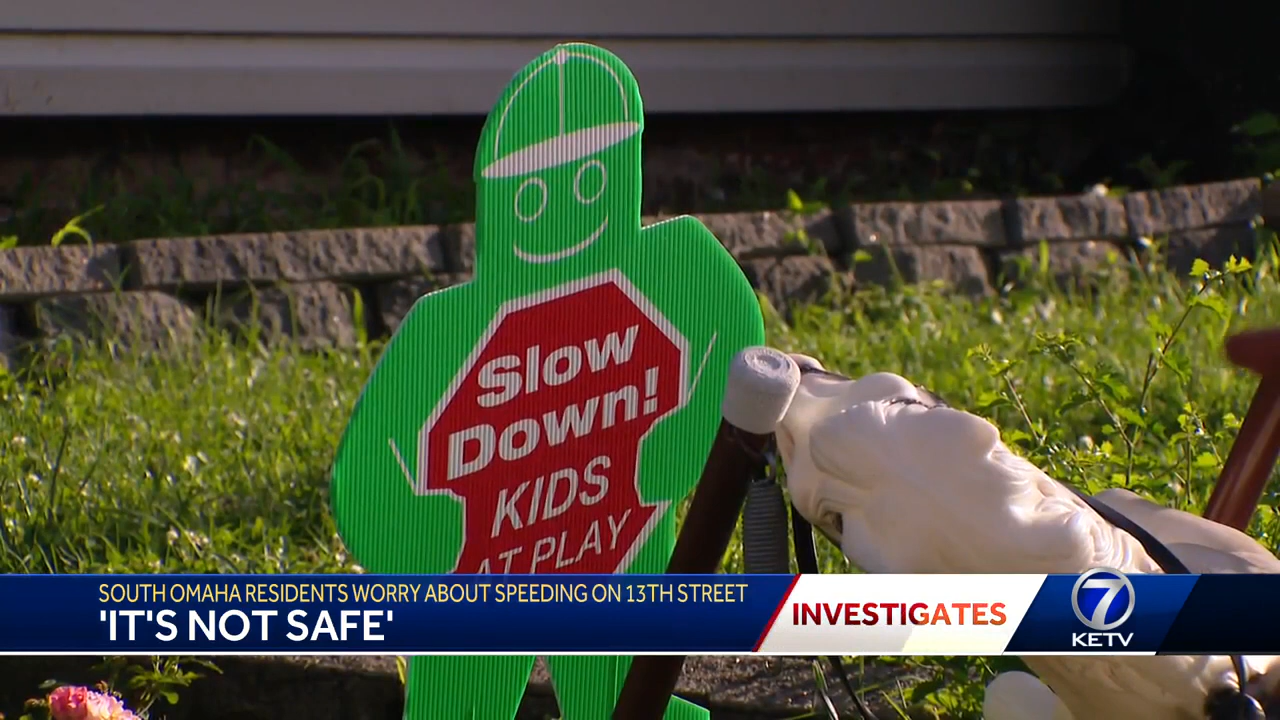 Slow
Down!
KIDS
AT PLAY
SOUTH OMAHA RESIDENTS WORRY ABOUT SPEEDING ON 13TH STREET
'IT'S NOT SAFE'
INVESTIGATES
7
KETV